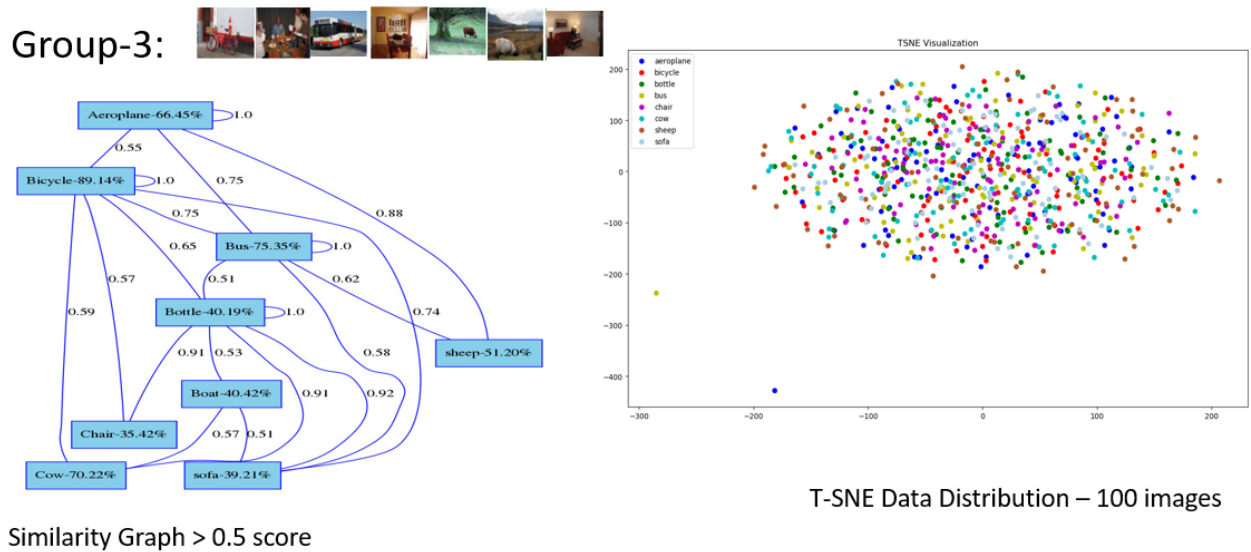 Group-3:
Aeroplane-66.45%
1.0
0.55
Bicycle-89.14%
1.0
0.75
0.88
0.75
0.65
Bus-75.35%
1.0
0.57
0.51
0.62
0.59
Bottle-40.19%
1.0
0.74
0.91
0.53
0.58
sheep-51.20%
Boat-40.42%
0.91
0.92
Chair-35.42%
0.57
0.51
Cow-70.22%
sofa-39.21%
Similarity Graph > 0.5 score
TSNE Visualization
aeroplane
bicycle
bottle
bus
chair
cow
sheep
sofa
200
100
0
−100
−200
−300
−400
−300
−200
−100
0
100
200
T-SNE Data Distribution – 100 images